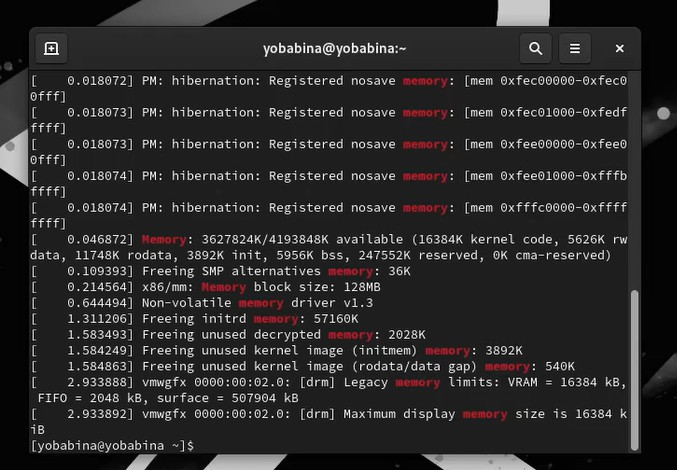 yobabina@yobabina:~
[    0.018072] PM: hibernation: Registered nosave memory: [mem 0xfec00000-0xfec0
0fff]
[    0.018073] PM: hibernation: Registered nosave memory: [mem 0xfec01000-0xfedf
ffff]
[    0.018073] PM: hibernation: Registered nosave memory: [mem 0xfee00000-0xfee0
0fff]
[    0.018074] PM: hibernation: Registered nosave memory: [mem 0xfee01000-0xfffb
ffff]
[    0.018074] PM: hibernation: Registered nosave memory: [mem 0xfffc0000-0xffff
ffff]
[    0.046872] Memory: 3627824K/4193848K available (16384K kernel code, 5626K rw
data, 11748K rodata, 3892K init, 5956K bss, 247552K reserved, 0K cma-reserved)
[    0.109393] Freeing SMP alternatives memory: 36K
[    0.214564] x86/mm: Memory block size: 128MB
[    0.644494] Non-volatile memory driver v1.3
[    1.311206] Freeing initrd memory: 57160K
[    1.583493] Freeing unused decrypted memory: 2028K
[    1.584249] Freeing unused kernel image (initmem) memory: 3892K
[    1.584863] Freeing unused kernel image (rodata/data gap) memory: 540K
[    2.933888] vmwgfx 0000:00:02.0: [drm] Legacy memory limits: VRAM = 16384 kB,
 FIFO = 2048 kB, surface = 507904 kB
[    2.933892] vmwgfx 0000:00:02.0: [drm] Maximum display memory size is 16384 k
iB
[yobabina@yobabina ~]$